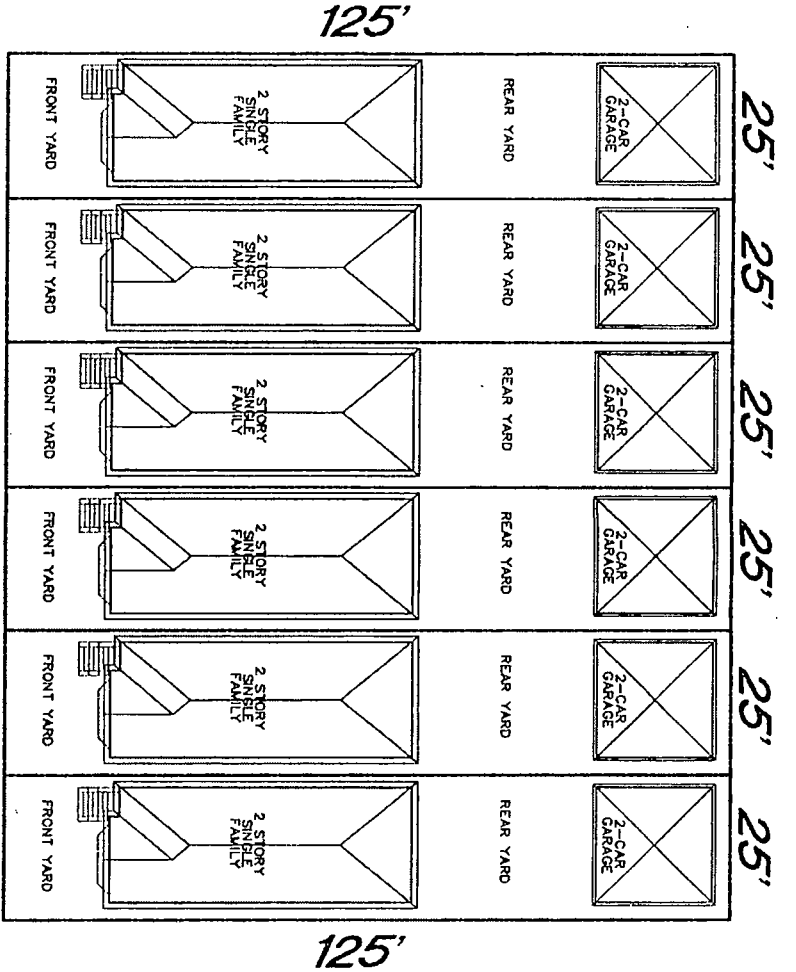 125'
FRONT YARD
2 STORY
SINGLE
FAMILY
REAR YARD
2-CAR
GARAGE
25'
FRONT YARD
2 STORY
SINGLE
FAMILY
REAR YARD
2-CAR
GARAGE
25'
FRONT YARD
2 STORY
SINGLE
FAMILY
REAR YARD
2-CAR
GARAGE
25'
FRONT YARD
2 STORY
SINGLE
FAMILY
REAR YARD
2-CAR
GARAGE
25'
FRONT YARD
2 STORY
SINGLE
FAMILY
REAR YARD
2-CAR
GARAGE
25'
FRONT YARD
2 STORY
SINGLE
FAMILY
REAR YARD
2-CAR
GARAGE
25'
125'